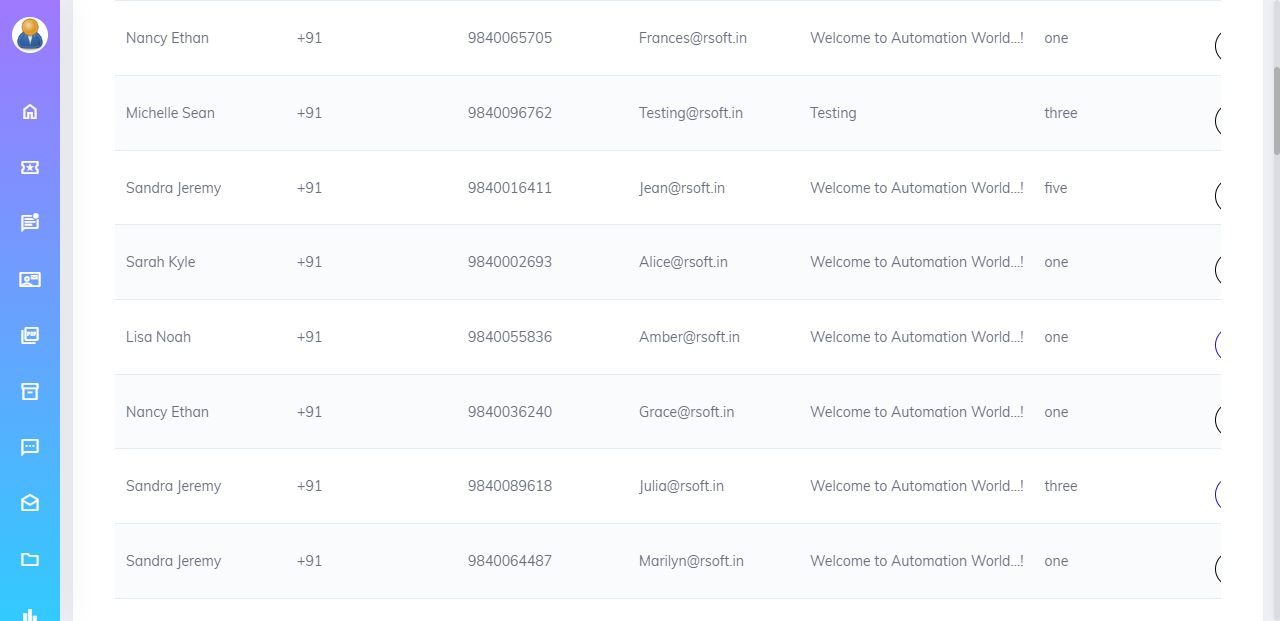 Nancy Ethan +91 9840065705 Frances@rsoft.in Welcome to Automation World...! one
Michelle Sean +91 9840096762 Testing@rsoft.in Testing three
Sandra Jeremy +91 9840016411 Jean@rsoft.in Welcome to Automation World...! five
Sarah Kyle +91 9840002693 Alice@rsoft.in Welcome to Automation World...! one
Lisa Noah +91 9840055836 Amber@rsoft.in Welcome to Automation World...! one
Nancy Ethan +91 9840036240 Grace@rsoft.in Welcome to Automation World...! one
Sandra Jeremy +91 9840089618 Julia@rsoft.in Welcome to Automation World...! three
Sandra Jeremy +91 9840064487 Marilyn@rsoft.in Welcome to Automation World...! one